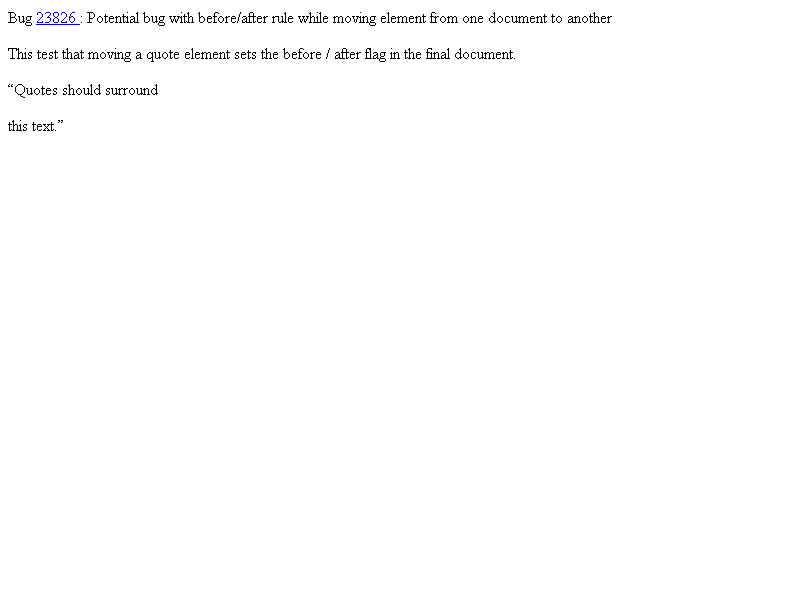 Bug 23826 : Potential bug with before/after rule while moving element from one document to another
This test that moving a quote element sets the before / after flag in the final document.
“Quotes should surround
this text.”